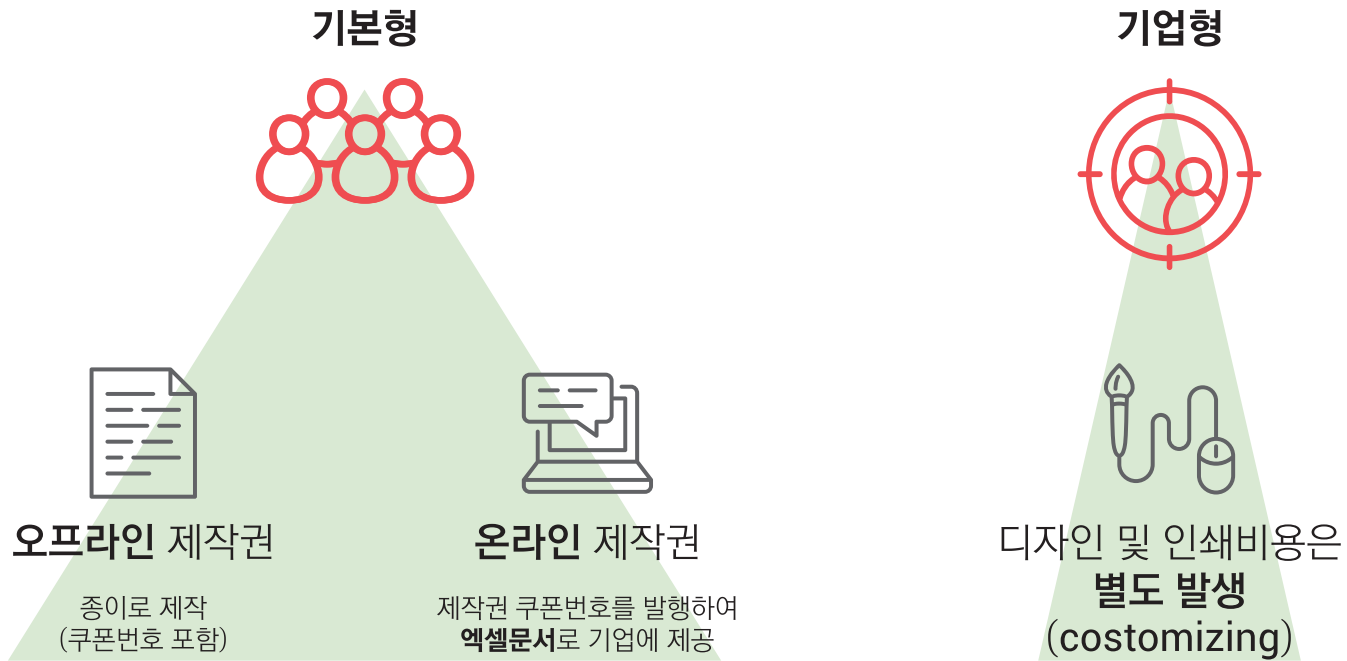 기본형
오프라인 제작권
종이로 제작
(쿠폰번호 포함)
온라인 제작권
제작권 쿠폰번호를 발행하여
엑셀문서로 기업에 제공
기업형
디자인 및 인쇄비용은
별도 발생
(costomizing)